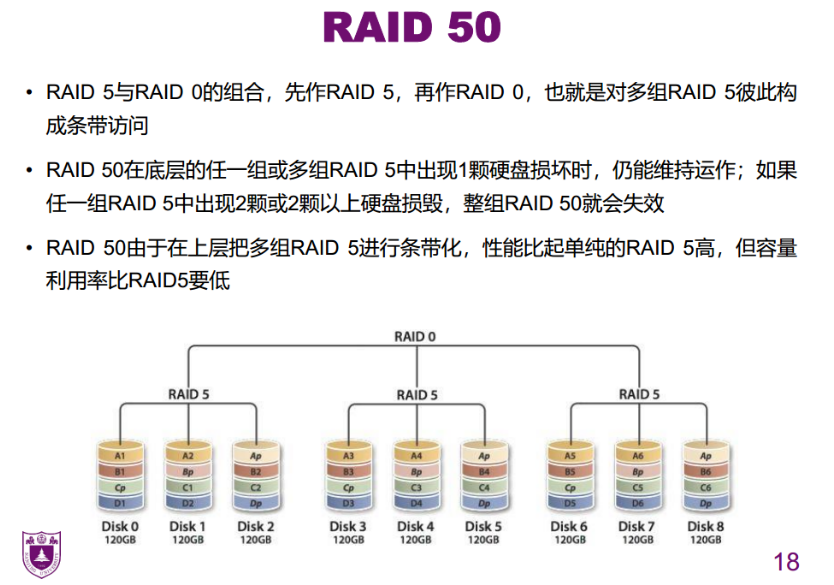 RAID 50
• RAID 5与RAID 0的组合，先作RAID 5，再作RAID 0，也就是对多组RAID 5彼此构
成条带访问
• RAID 50在底层的任一组或多组RAID 5中出现1颗硬盘损坏时，仍能维持运作；如果
任一组RAID 5中出现2颗或2颗以上硬盘损毁，整组RAID 50就会失效
• RAID 50由于在上层把多组RAID 5进行条带化，性能比起单纯的RAID 5高，但容量
利用率比RAID5要低
RAID 0
RAID 5 RAID 5 RAID 5
A1 A2 Ap A3 A4 Ap A5 A6 Ap
B1 Bp B2 B3 Bp B4 B5 Bp B6
Cp C1 C2 Cp C3 C4 Cp C5 C6
D1 D2 Dp D3 D4 Dp D5 D6 Dp
Disk 0 Disk 1 Disk 2 Disk 3 Disk 4 Disk 5 Disk 6 Disk 7 Disk 8
120GB 120GB 120GB 120GB 120GB 120GB 120GB 120GB 120GB
18